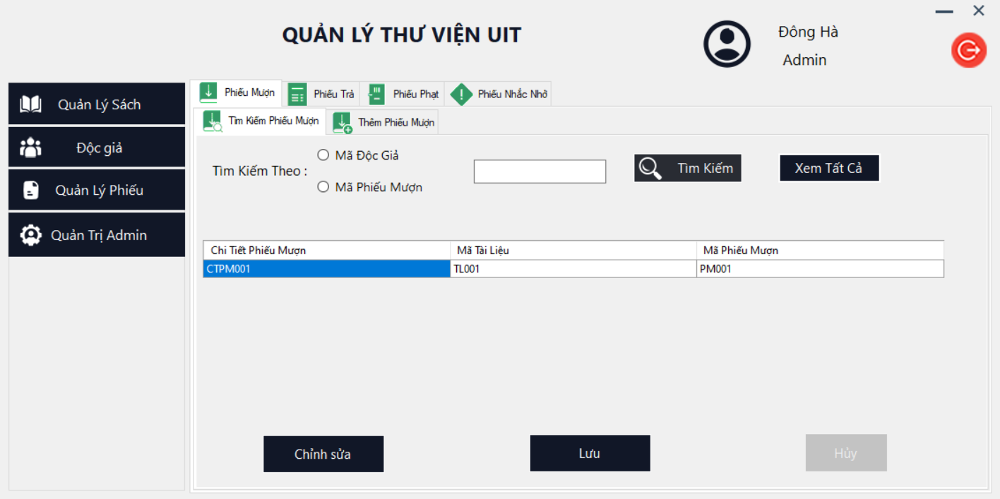 QUẢN LÝ THƯ VIỆN UIT
Đông Hà
Admin
Quản Lý Sách
Độc giả
Quản Lý Phiếu
Quản Trị Admin
Phiếu Mượn
Phiếu Trả
Phiếu Phạt
Phiếu Nhắc Nhở
Tìm Kiếm Phiếu Mượn
Thêm Phiếu Mượn
Tìm Kiếm Theo :
Mã Độc Giả
Mã Phiếu Mượn
Tìm Kiếm
Xem Tất Cả
Chi Tiết Phiếu Mượn Mã Tài Liệu Mã Phiếu Mượn
CTPM001 TL001 PM001
Chỉnh sửa
Lưu
Hủy